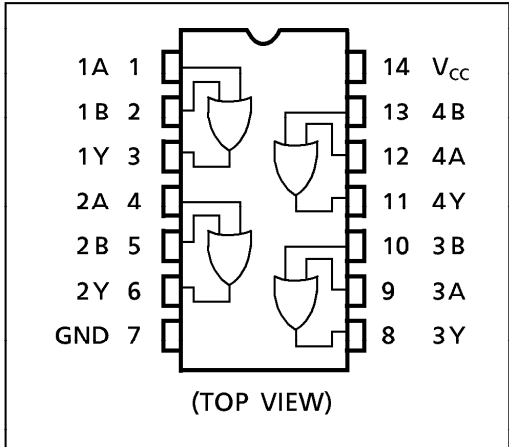 1A 1 14 VCC
1B 2 13 4B
1Y 3 12 4A
2A 4 11 4Y
2B 5 10 3B
2Y 6 9 3A
GND 7 8 3Y
(TOP VIEW)